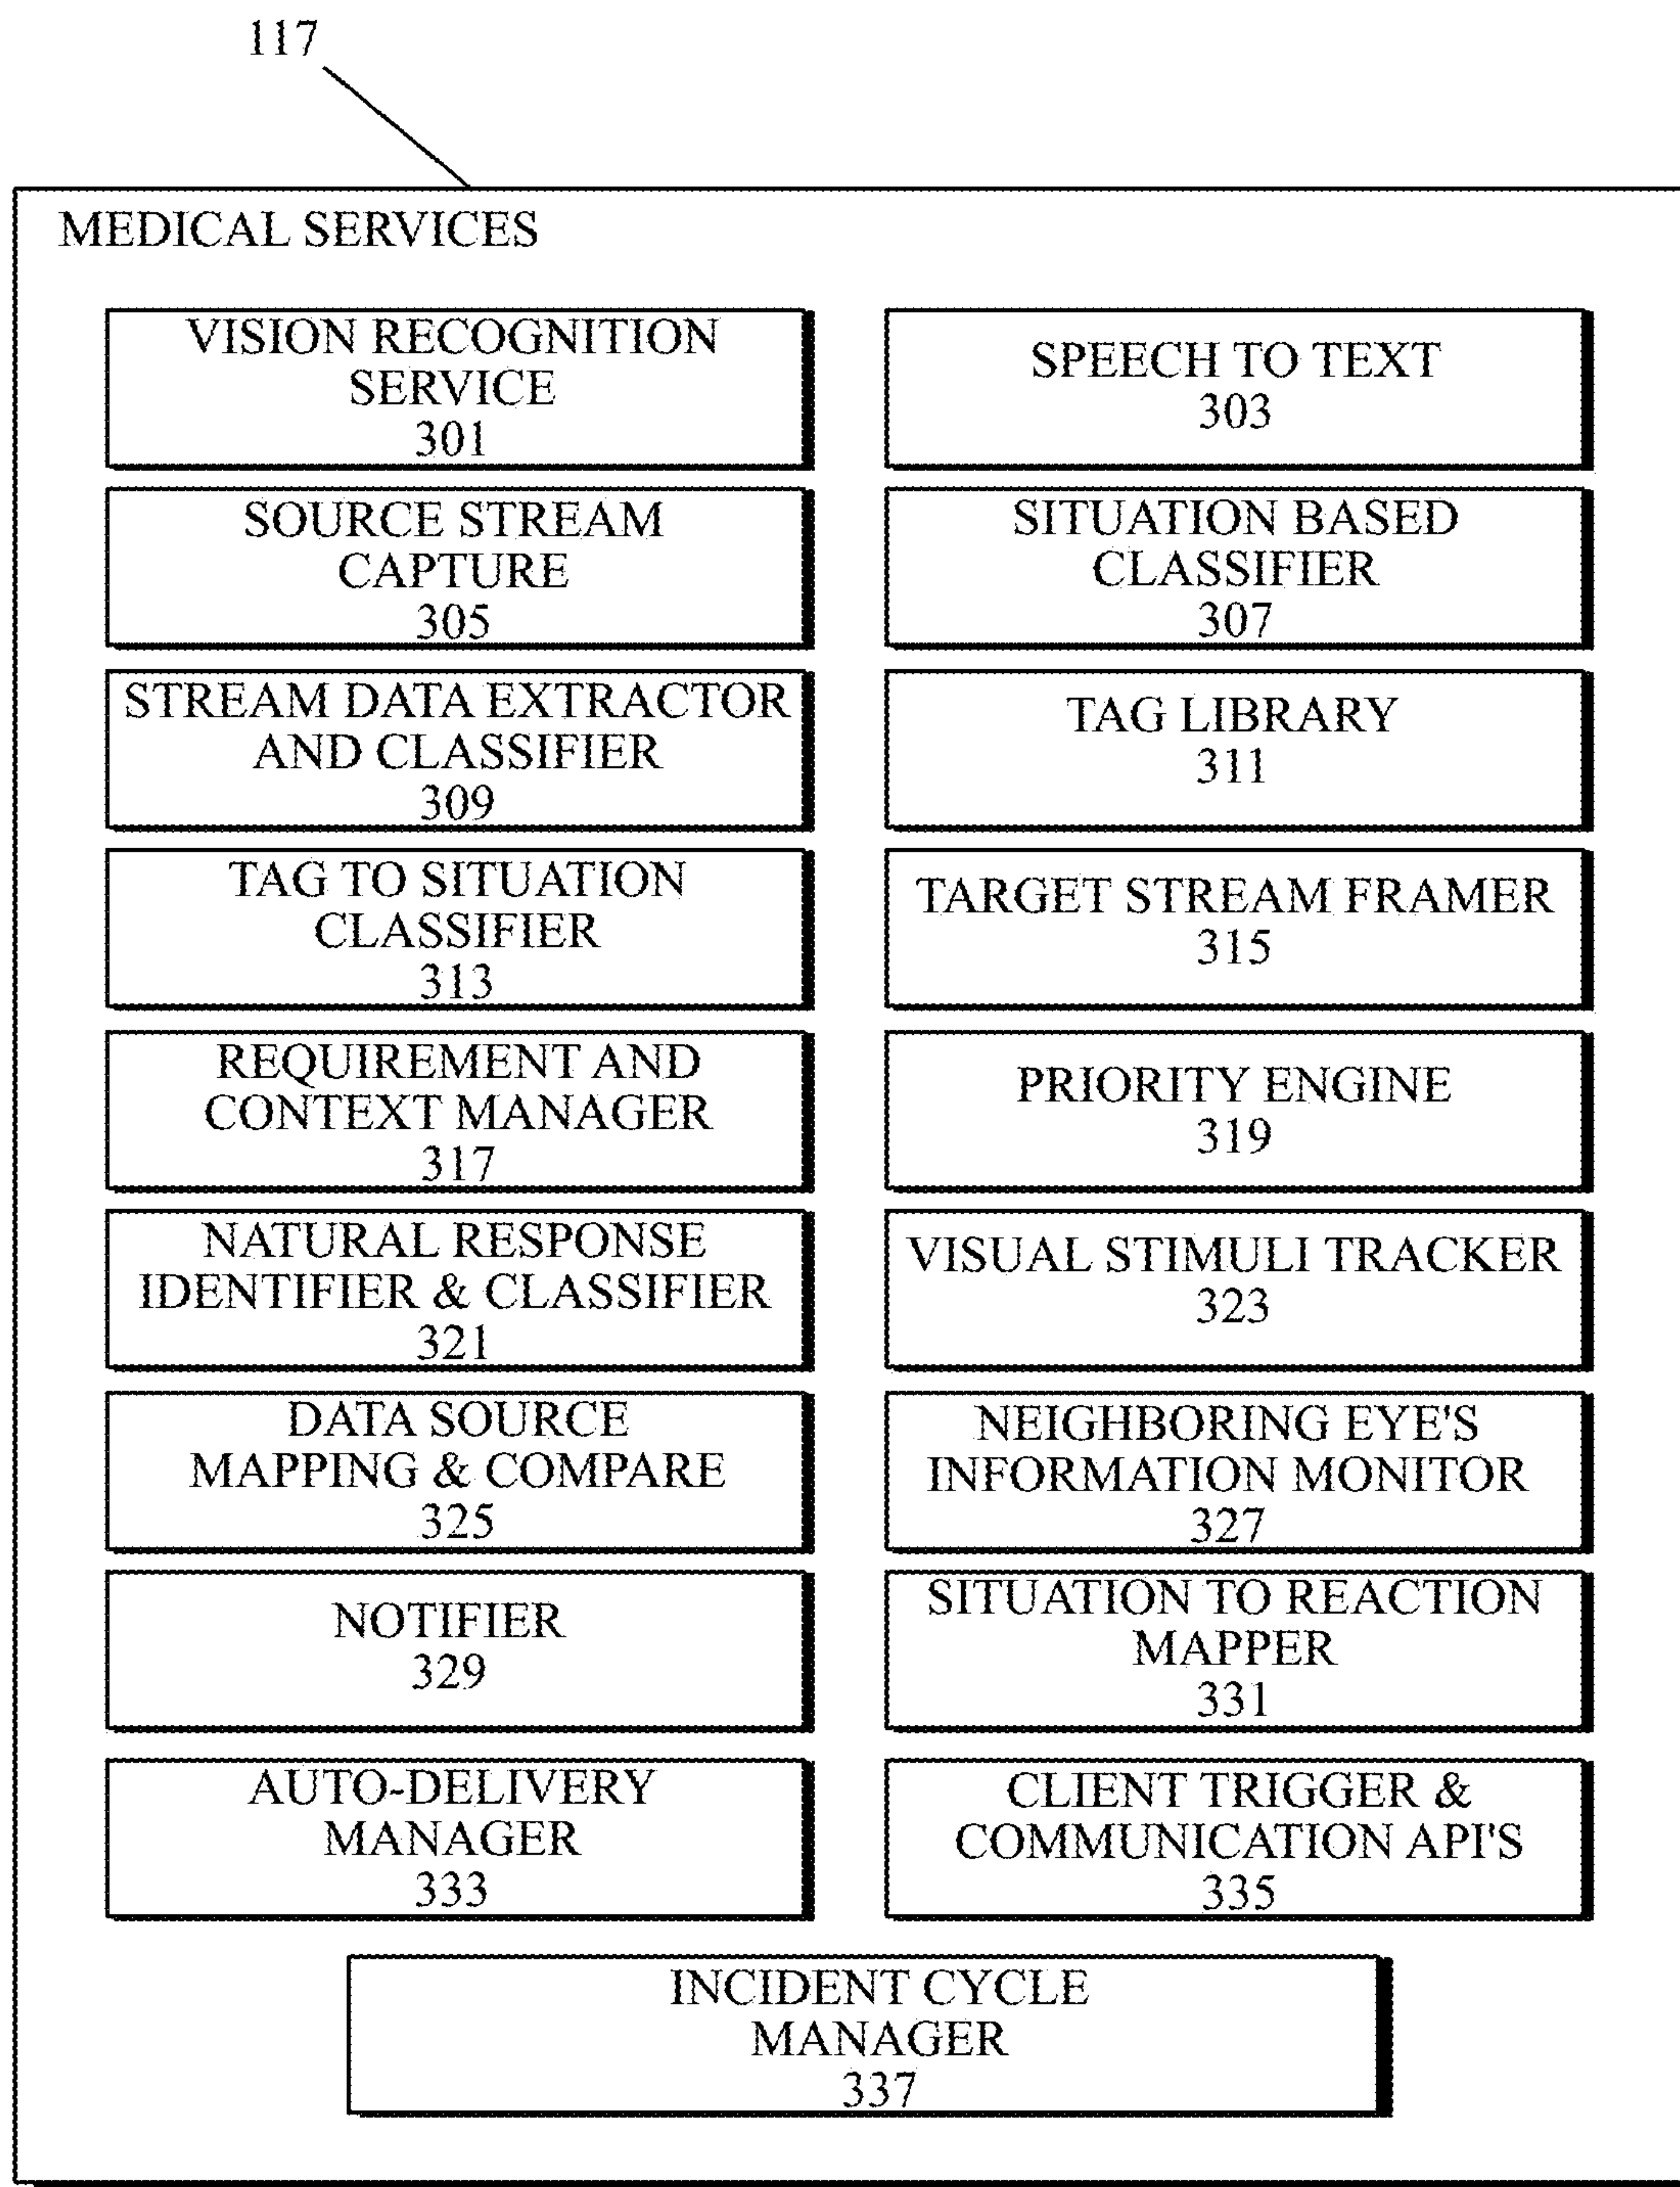 117
MEDICAL SERVICES
VISION RECOGNITION
SERVICE
301
SPEECH TO TEXT
303
SOURCE STREAM
CAPTURE
305
SITUATION BASED
CLASSIFIER
307
STREAM DATA EXTRACTOR
AND CLASSIFIER
309
TAG LIBRARY
311
TAG TO SITUATION
CLASSIFIER
313
TARGET STREAM FRAMER
315
REQUIREMENT AND
CONTEXT MANAGER
317
PRIORITY ENGINE
319
NATURAL RESPONSE
IDENTIFIER & CLASSIFIER
321
VISUAL STIMULI TRACKER
323
DATA SOURCE
MAPPING & COMPARE
325
NEIGHBORING EYE'S
INFORMATION MONITOR
327
NOTIFIER
329
SITUATION TO REACTION
MAPPER
331
AUTO-DELIVERY
MANAGER
333
CLIENT TRIGGER &
COMMUNICATION API'S
335
INCIDENT CYCLE
MANAGER
337